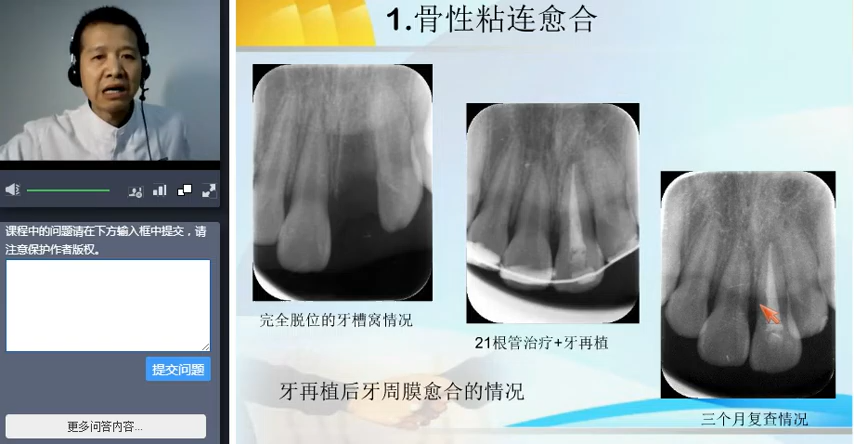 1.骨性粘连愈合
完全脱位的牙槽窝情况
21根管治疗+牙再植
三个月复查情况
牙再植后牙周膜愈合的情况
课程中的问题请在下方输入框中提交，请
注意保护作者版权。
提交问题
更多问答内容...